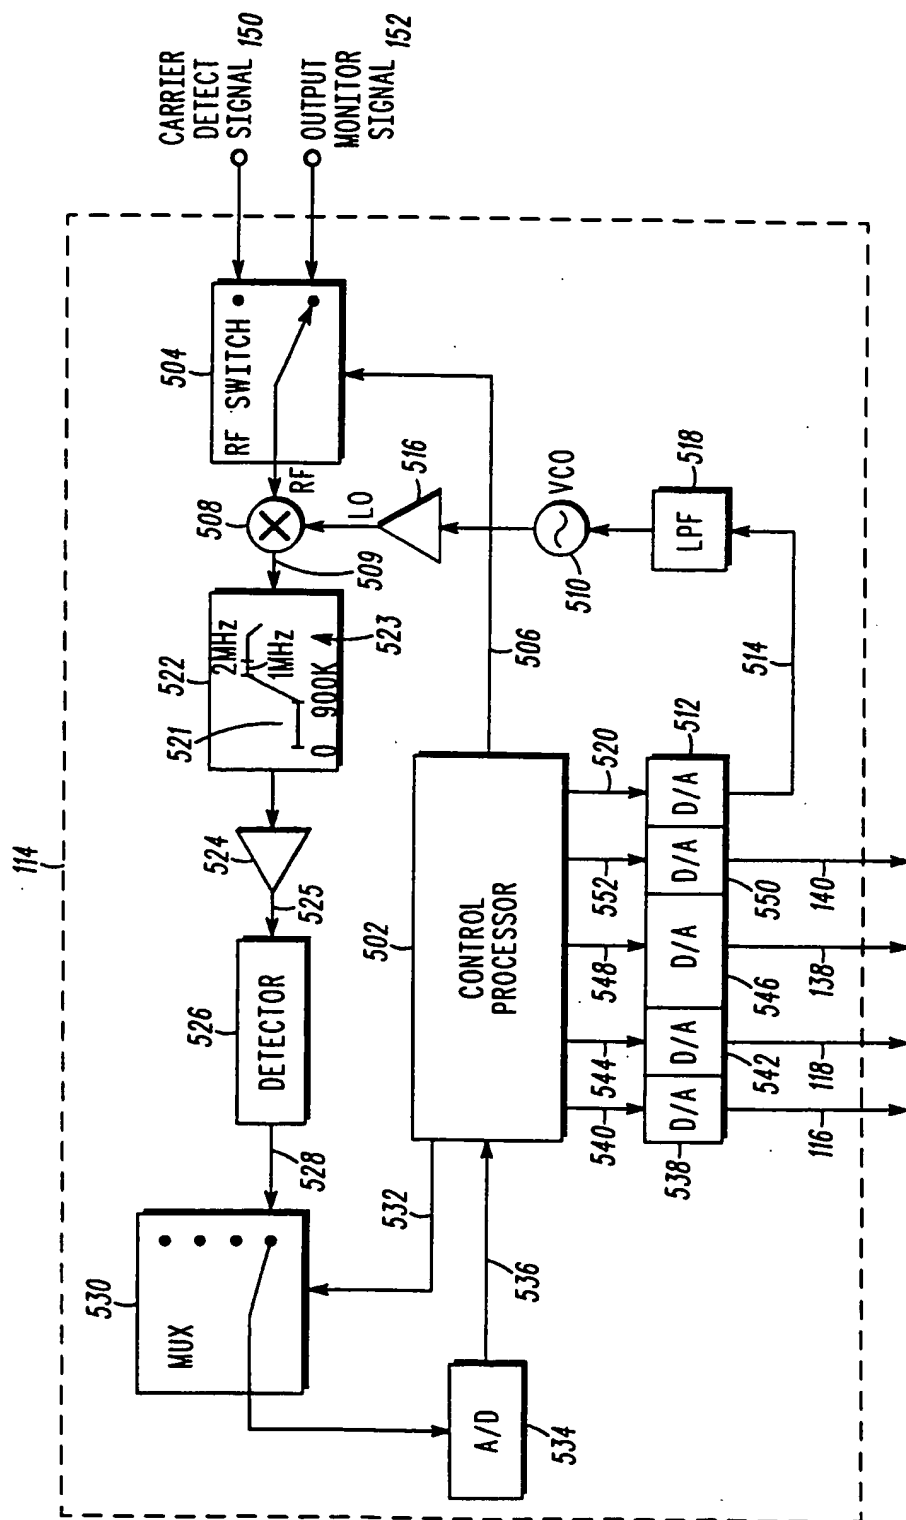 114
CARRIER
DETECT
SIGNAL 150
OUTPUT
MONITOR
SIGNAL 152
504
RF SWITCH
RF
508
509
LO
516
VCO
510
518
LPF
514
506
522
2MHz
1MHz
523
521
0 900K
524
525
526
DETECTOR
528
530
MUX
532
536
A/D
534
502
CONTROL
PROCESSOR
540
544
548
552
520
512
D/A
D/A
D/A
D/A
D/A
538
542
546
550
116
118
138
140